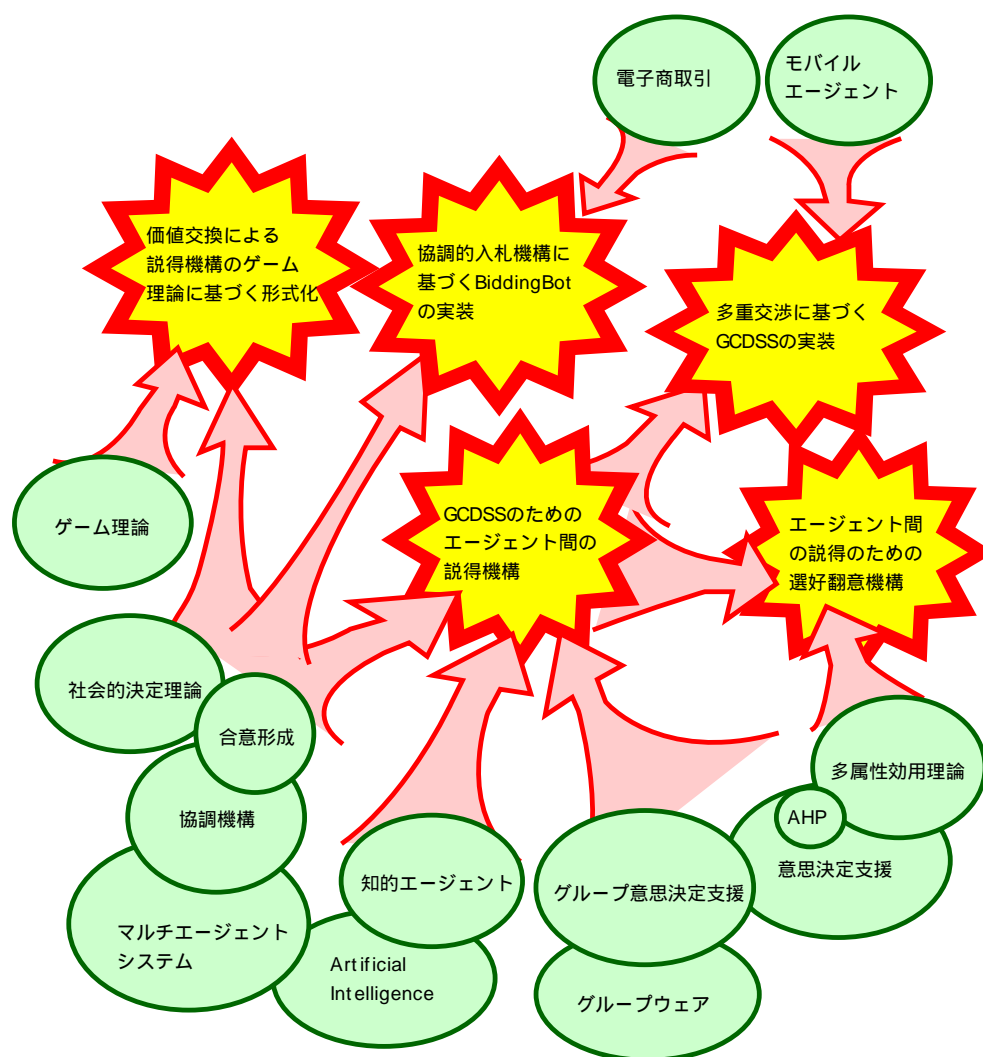 電子商取引
モバイル
エージェント
価値交換による
説得機構のゲーム
理論に基づく形式化
協調的入札機構に
基づくBiddingBot
の実装
多重交渉に基づく
GCDSSの実装
GCDSSのための
エージェント間の
説得機構
エージェント間
の説得のための
選好翻意機構
ゲーム理論
社会的決定理論
合意形成
協調機構
マルチエージェント
システム
知的エージェント
Artificial
Intelligence
グループ意思決定支援
グループウェア
多属性効用理論
AHP
意思決定支援